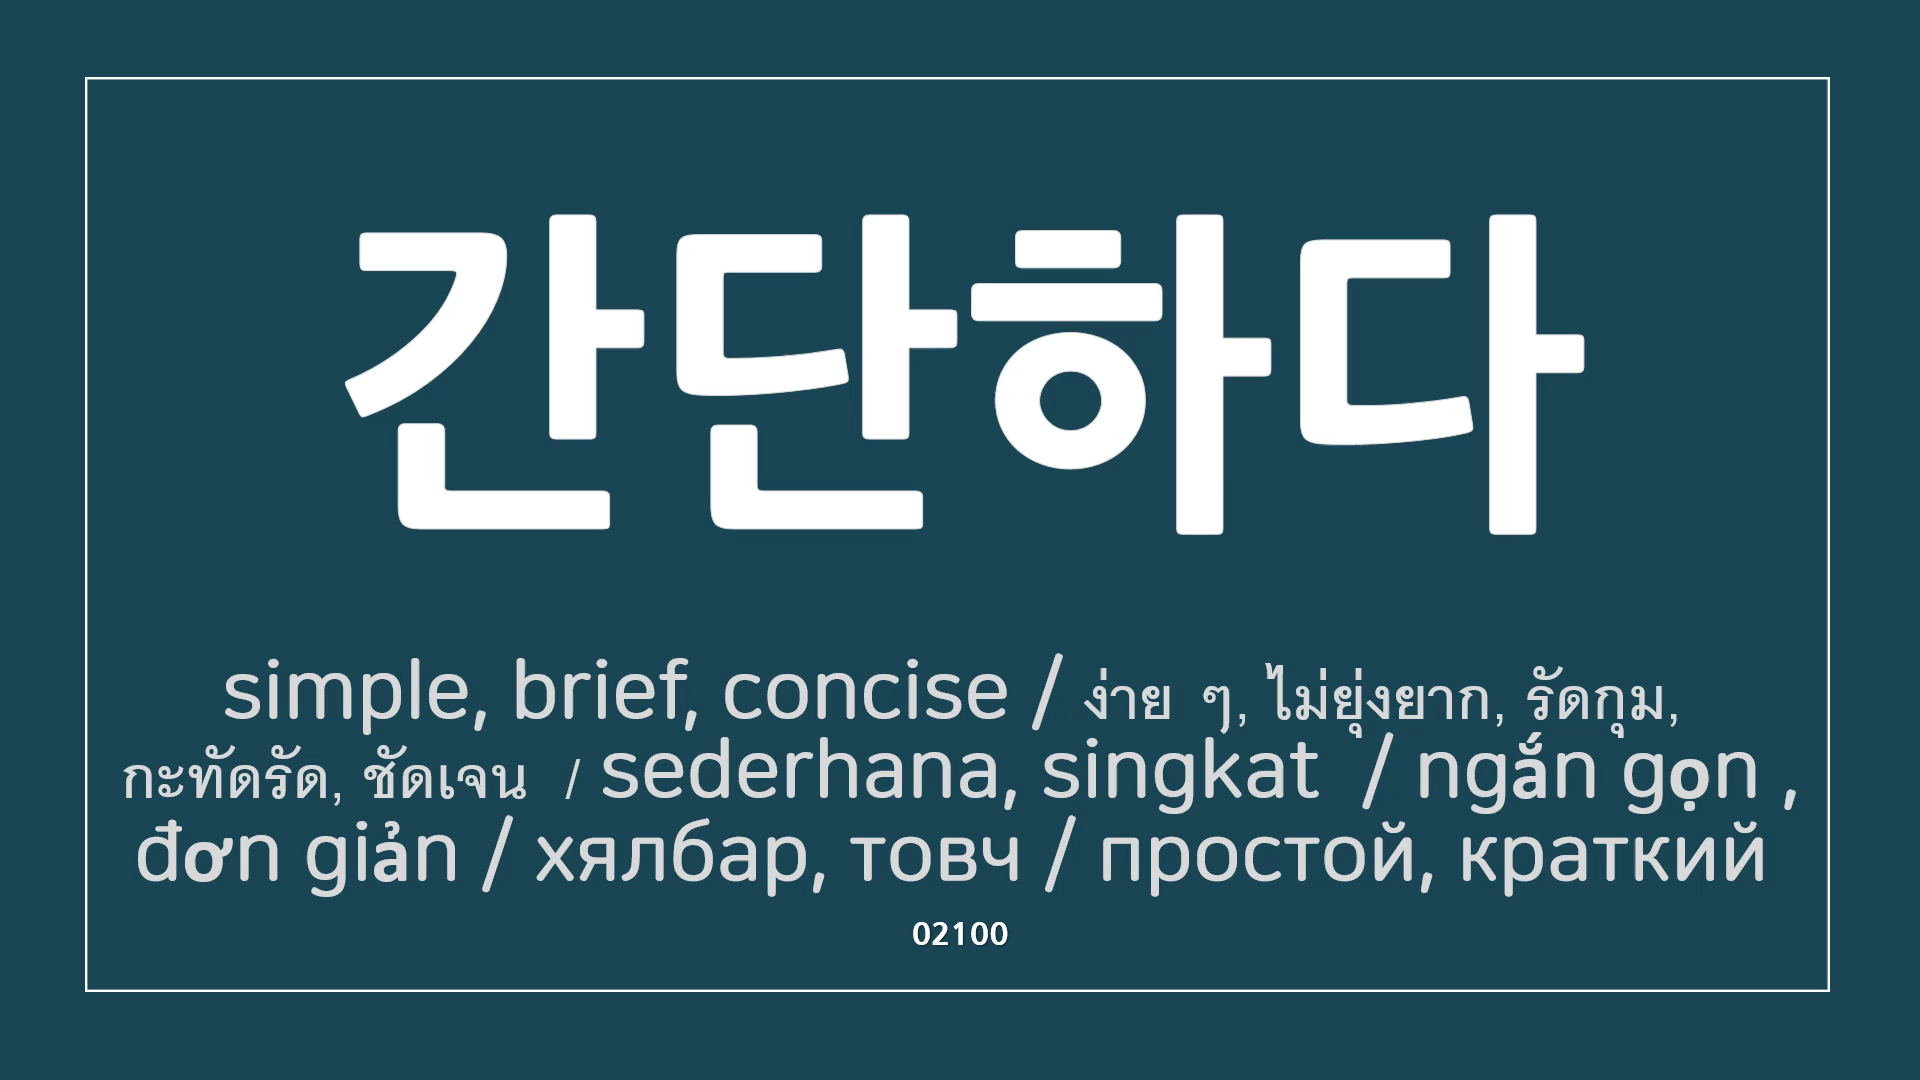 간단하다
simple, brief, concise / ง่าย ๆ, ไม่ยุ่งยาก, รัดกุม,
กะทัดรัด, ชัดเจน / sederhana, singkat / ngắn gọn ,
đơn giản / хялбар, товч / простой, краткий
02100